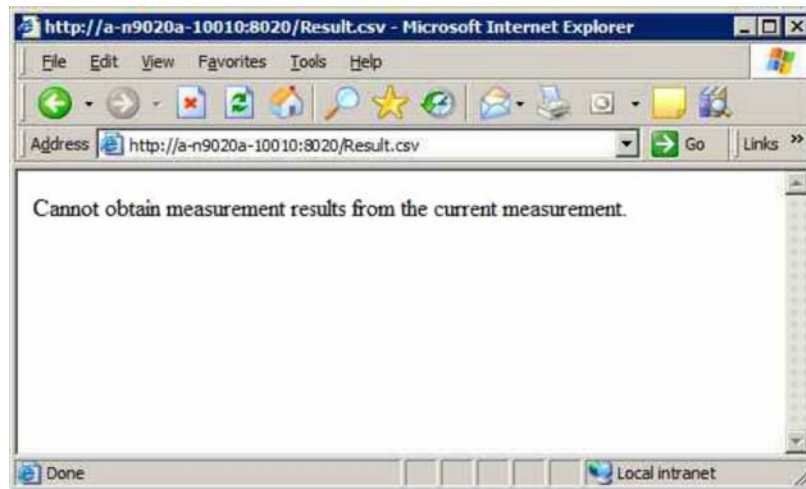 http://a-n9020a-10010:8020/Result.csv - Microsoft Internet Explorer
File Edit View Favorites Tools Help
Address http://a-n9020a-10010:8020/Result.csv Go Links »
Cannot obtain measurement results from the current measurement.
Done Local intranet